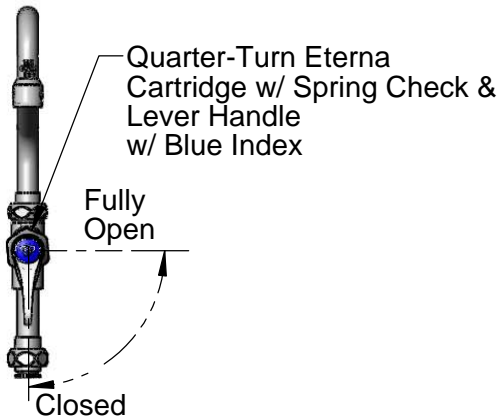 Quarter-Turn Eterna
Cartridge w/ Spring Check &
Lever Handle
w/ Blue Index
Fully
Open
Closed